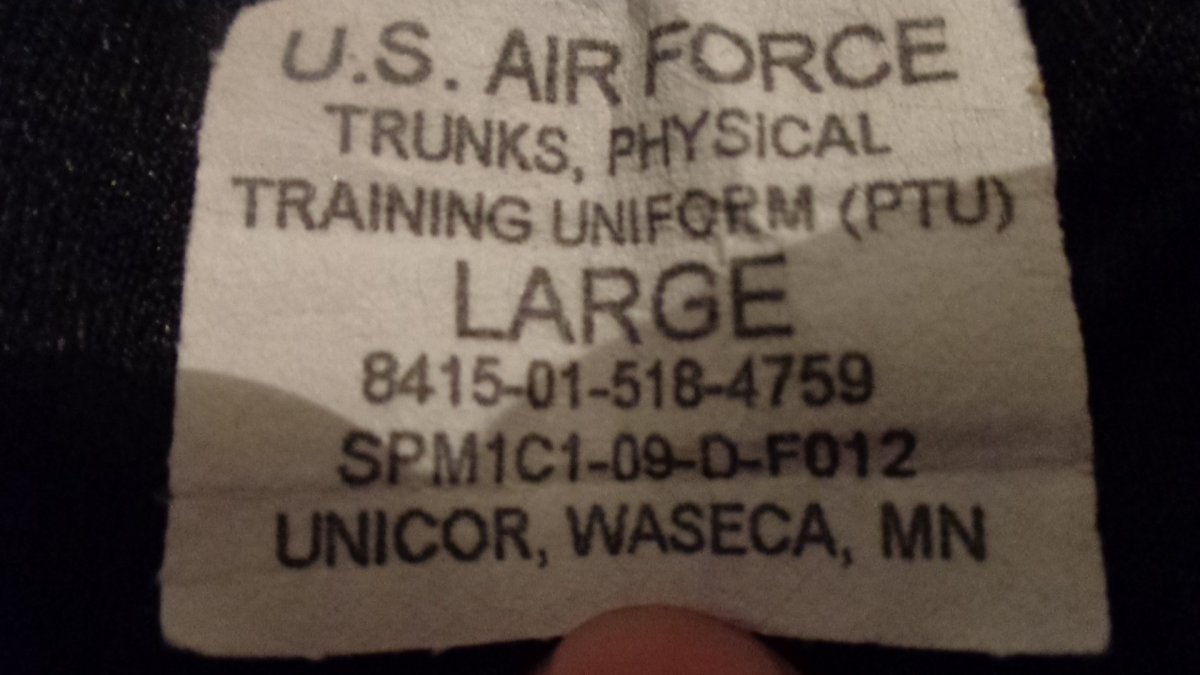 U.S. AIR FORCE
TRUNKS, PHYSICAL
TRAINING UNIFORM (PTU)
LARGE
8415-01-518-4759
SPM1C1-09-D-F012
UNICOR, WASECA, MN